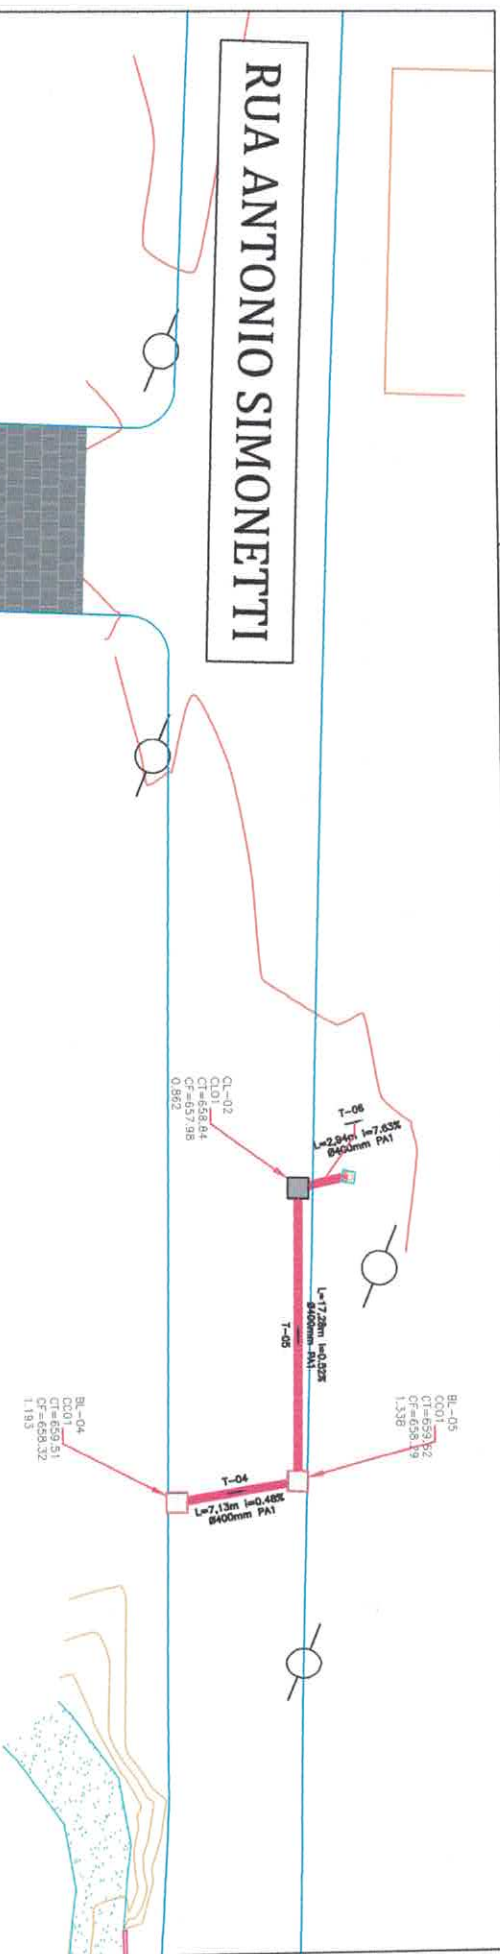 RUA ANTONIO SIMONETTI
CL-02
CL01
CT=658.84
CF=657.98
0.862
T-06
L=2,94m i=7.63%
Ø400mm PA1
L=17,28m i=0.52%
Ø400mm PA1
T-05
BL-05
CC01
CT=659.62
CF=658.29
1.338
T-04
L=7,13m i=0.48%
Ø400mm PA1
BL-04
CC01
CT=659.51
CF=658.32
1.193